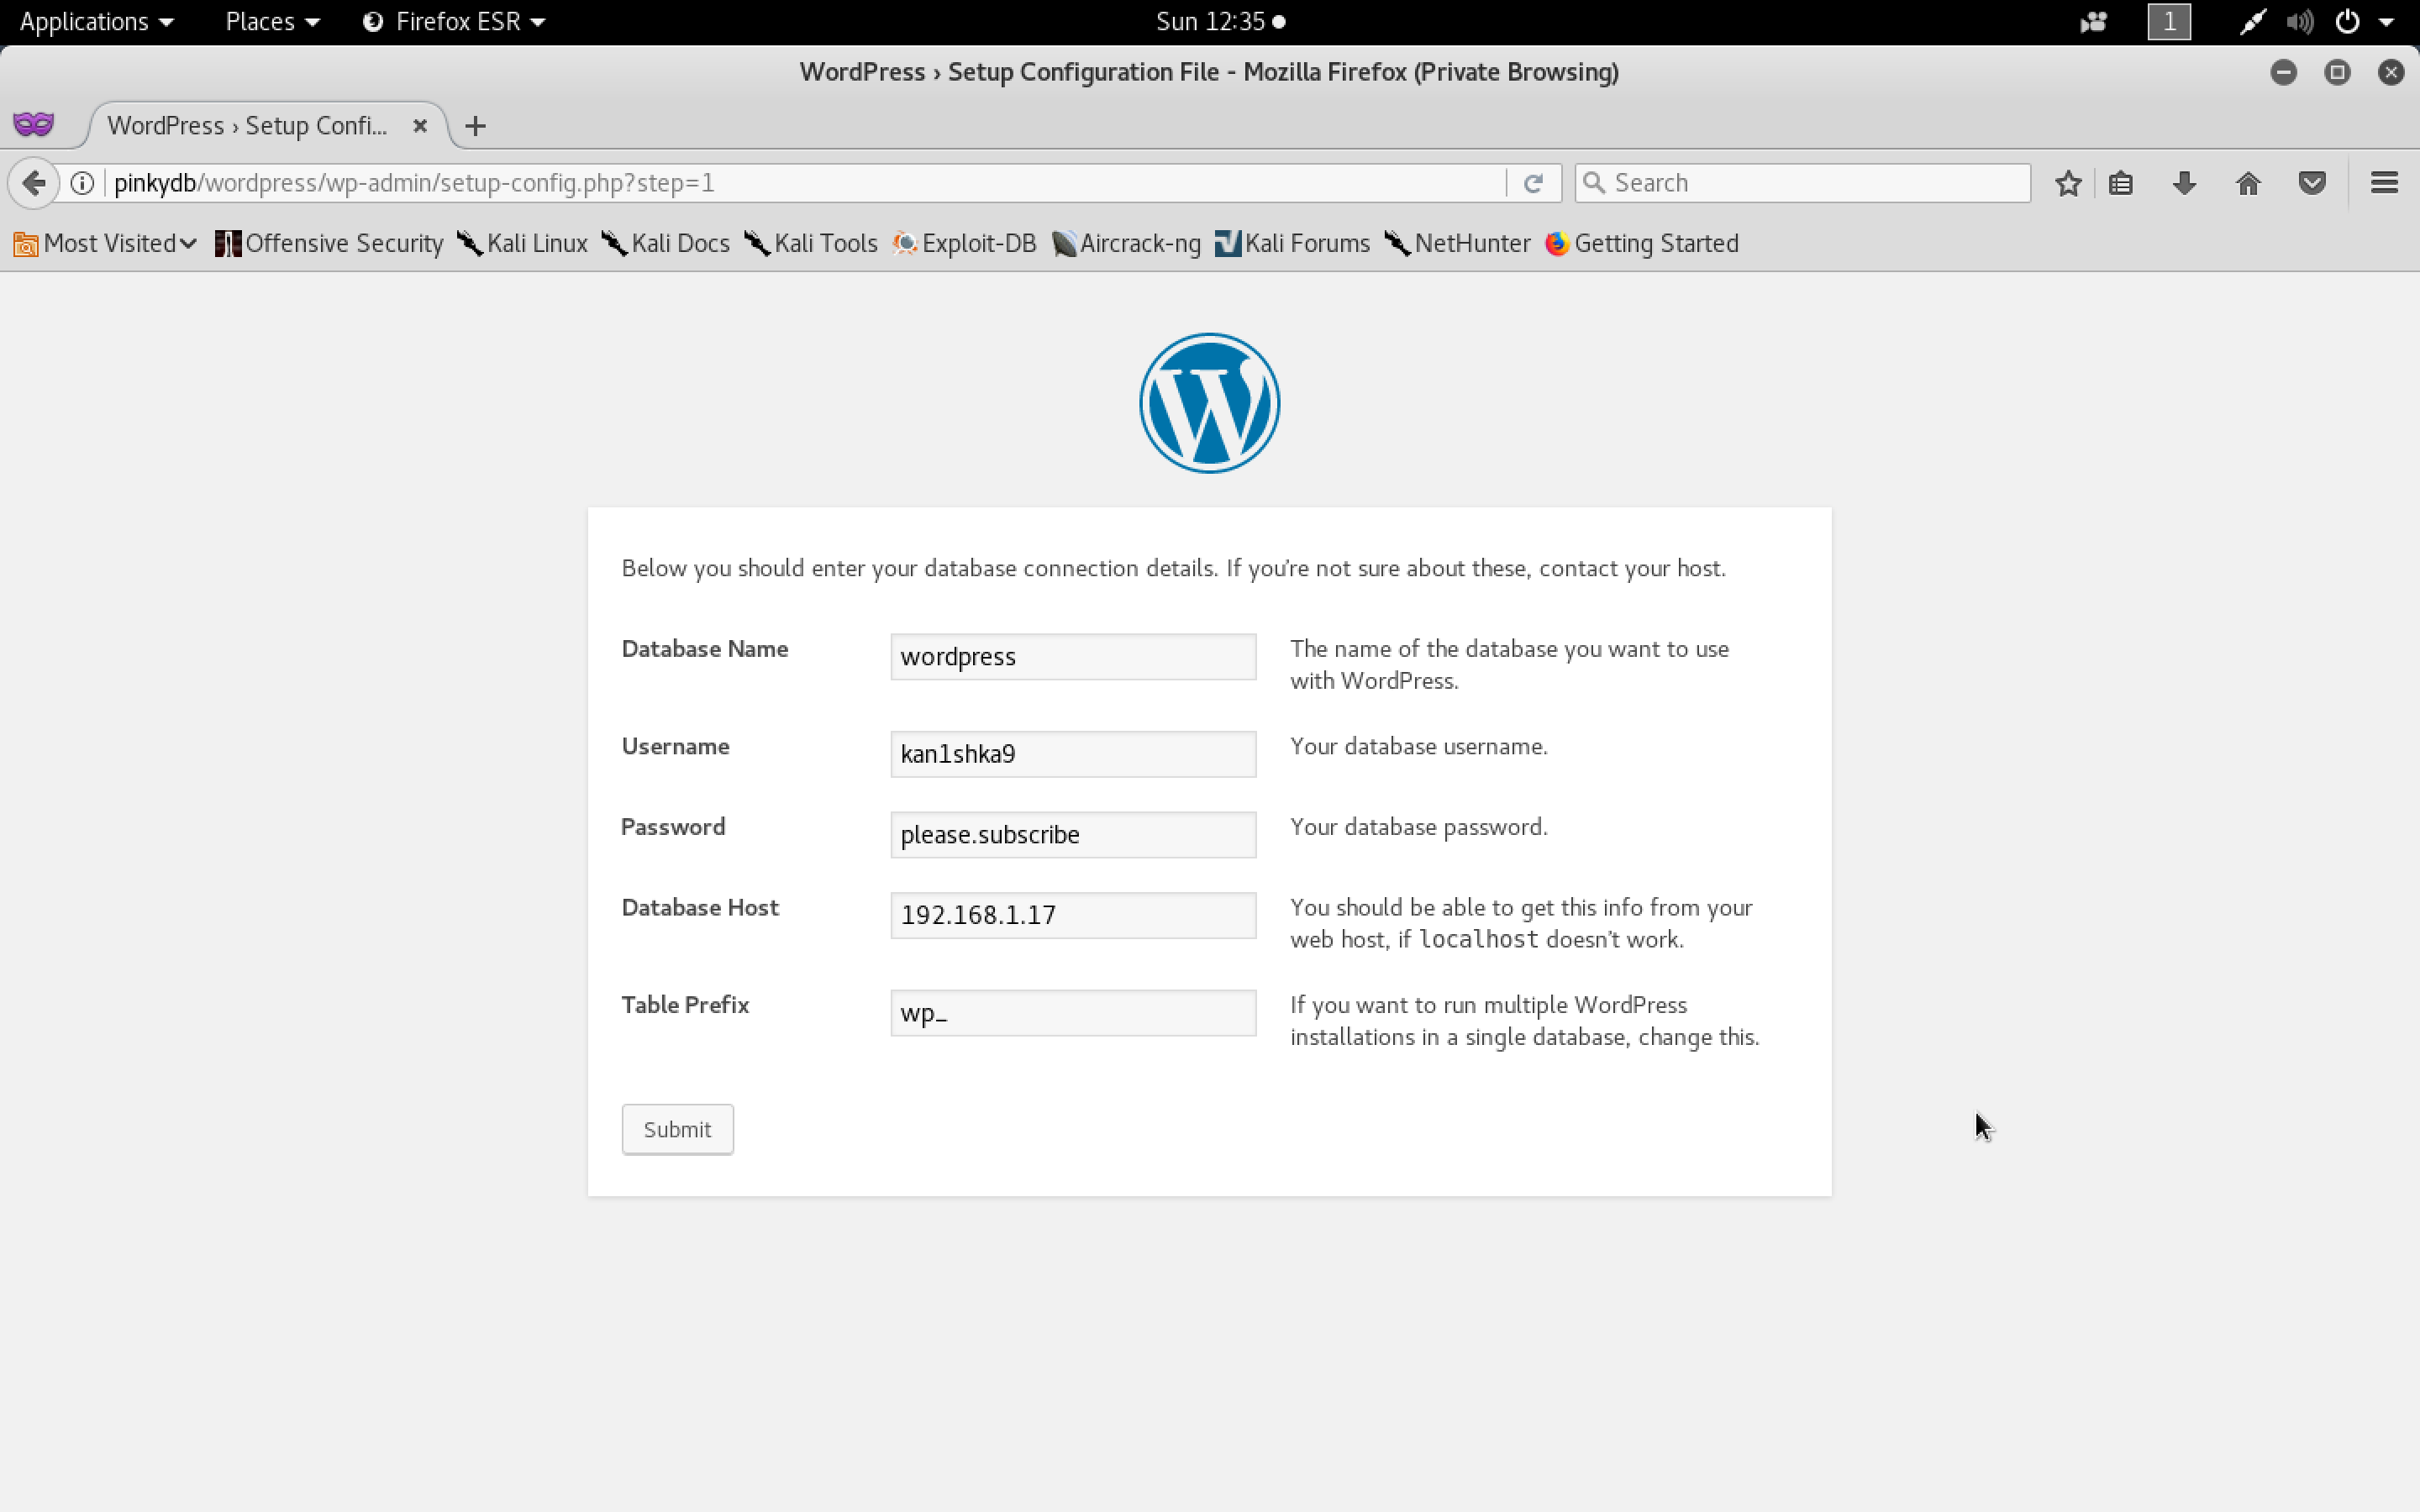 Applications Places Firefox ESR Sun 12:35 1
WordPress › Setup Configuration File - Mozilla Firefox (Private Browsing)
WordPress › Setup Confi...
pinkydb/wordpress/wp-admin/setup-config.php?step=1 Search
Most Visited Offensive Security Kali Linux Kali Docs Kali Tools Exploit-DB Aircrack-ng Kali Forums NetHunter Getting Started
Below you should enter your database connection details. If you’re not sure about these, contact your host.
Database Name wordpress The name of the database you want to use
with WordPress.
Username kan1shka9 Your database username.
Password please.subscribe Your database password.
Database Host 192.168.1.17 You should be able to get this info from your
web host, if localhost doesn’t work.
Table Prefix wp_ If you want to run multiple WordPress
installations in a single database, change this.
Submit